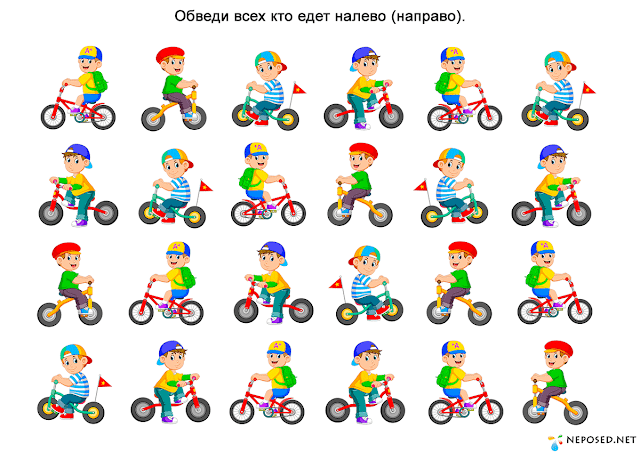 Обведи всех кто едет налево (направо).
NEPOSED.NET